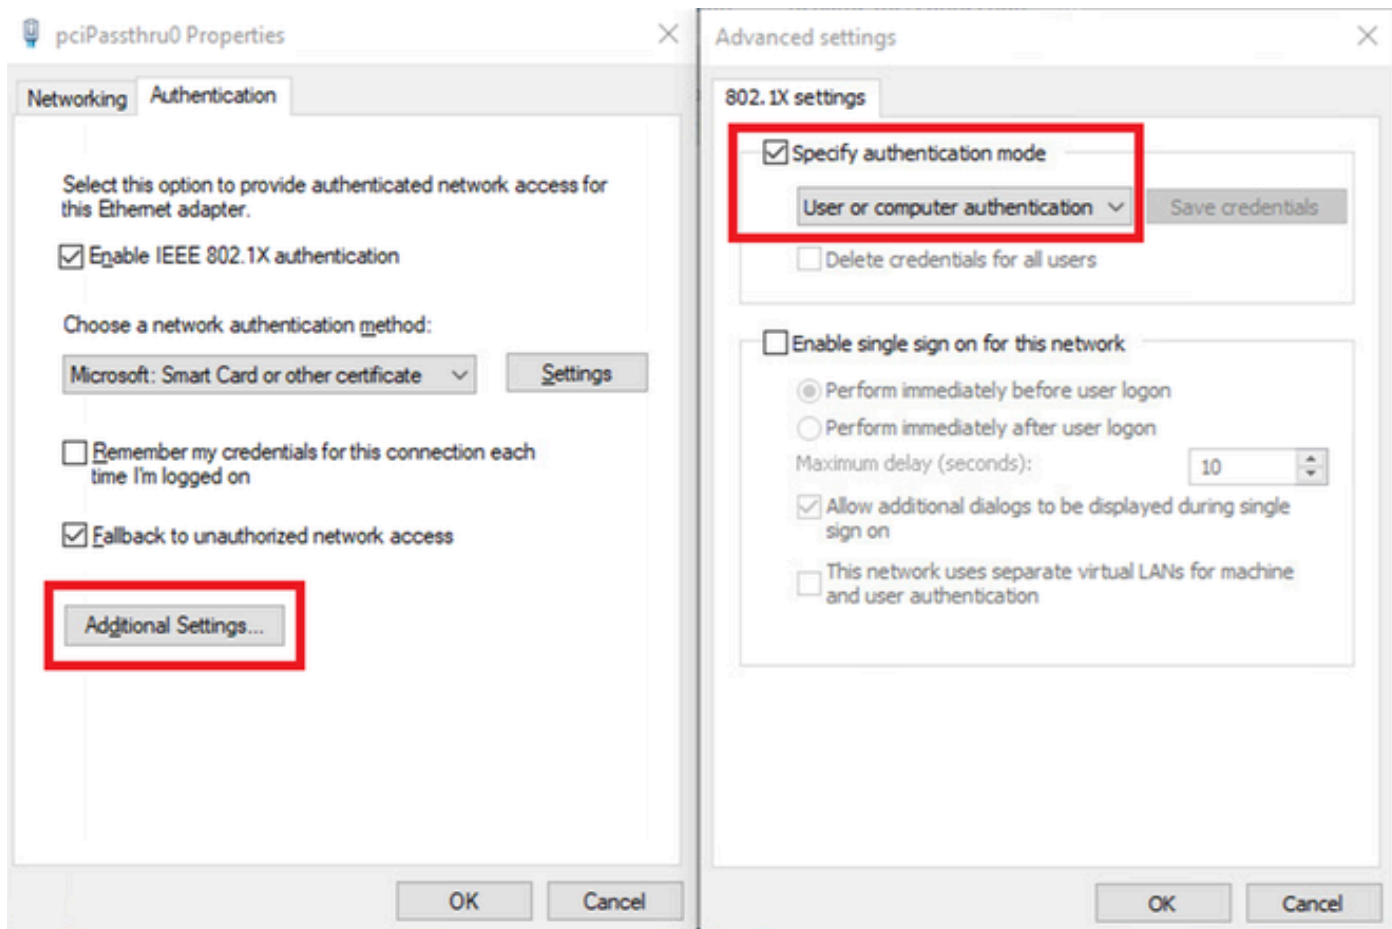 pciPassthru0 Properties
Networking
Authentication
Select this option to provide authenticated network access for
this Ethernet adapter.
Enable IEEE 802.1X authentication
Choose a network authentication method:
Microsoft: Smart Card or other certificate
Settings
Remember my credentials for this connection each
time I'm logged on
Fallback to unauthorized network access
Additional Settings...
OK
Cancel
Advanced settings
802.1X settings
Specify authentication mode
User or computer authentication
Save credentials
Delete credentials for all users
Enable single sign on for this network
Perform immediately before user logon
Perform immediately after user logon
Maximum delay (seconds):
10
Allow additional dialogs to be displayed during single
sign on
This network uses separate virtual LANs for machine
and user authentication
OK
Cancel